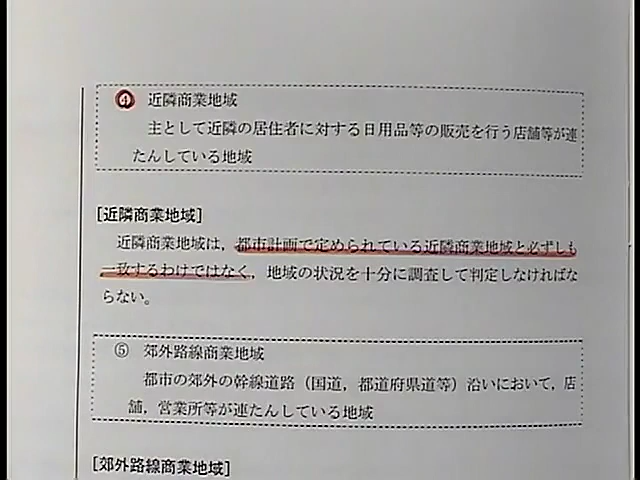 ④ 近隣商業地域
主として近隣の居住者に対する日用品等の販売を行う店舗等が連
たんしている地域
[近隣商業地域]
近隣商業地域は，都市計画で定められている近隣商業地域と必ずしも
一致するわけではなく，地域の状況を十分に調査して判定しなければな
らない。
⑤ 郊外路線商業地域
都市の郊外の幹線道路（国道，都道府県道等）沿いにおいて，店
舗，営業所等が連たんしている地域
[郊外路線商業地域]